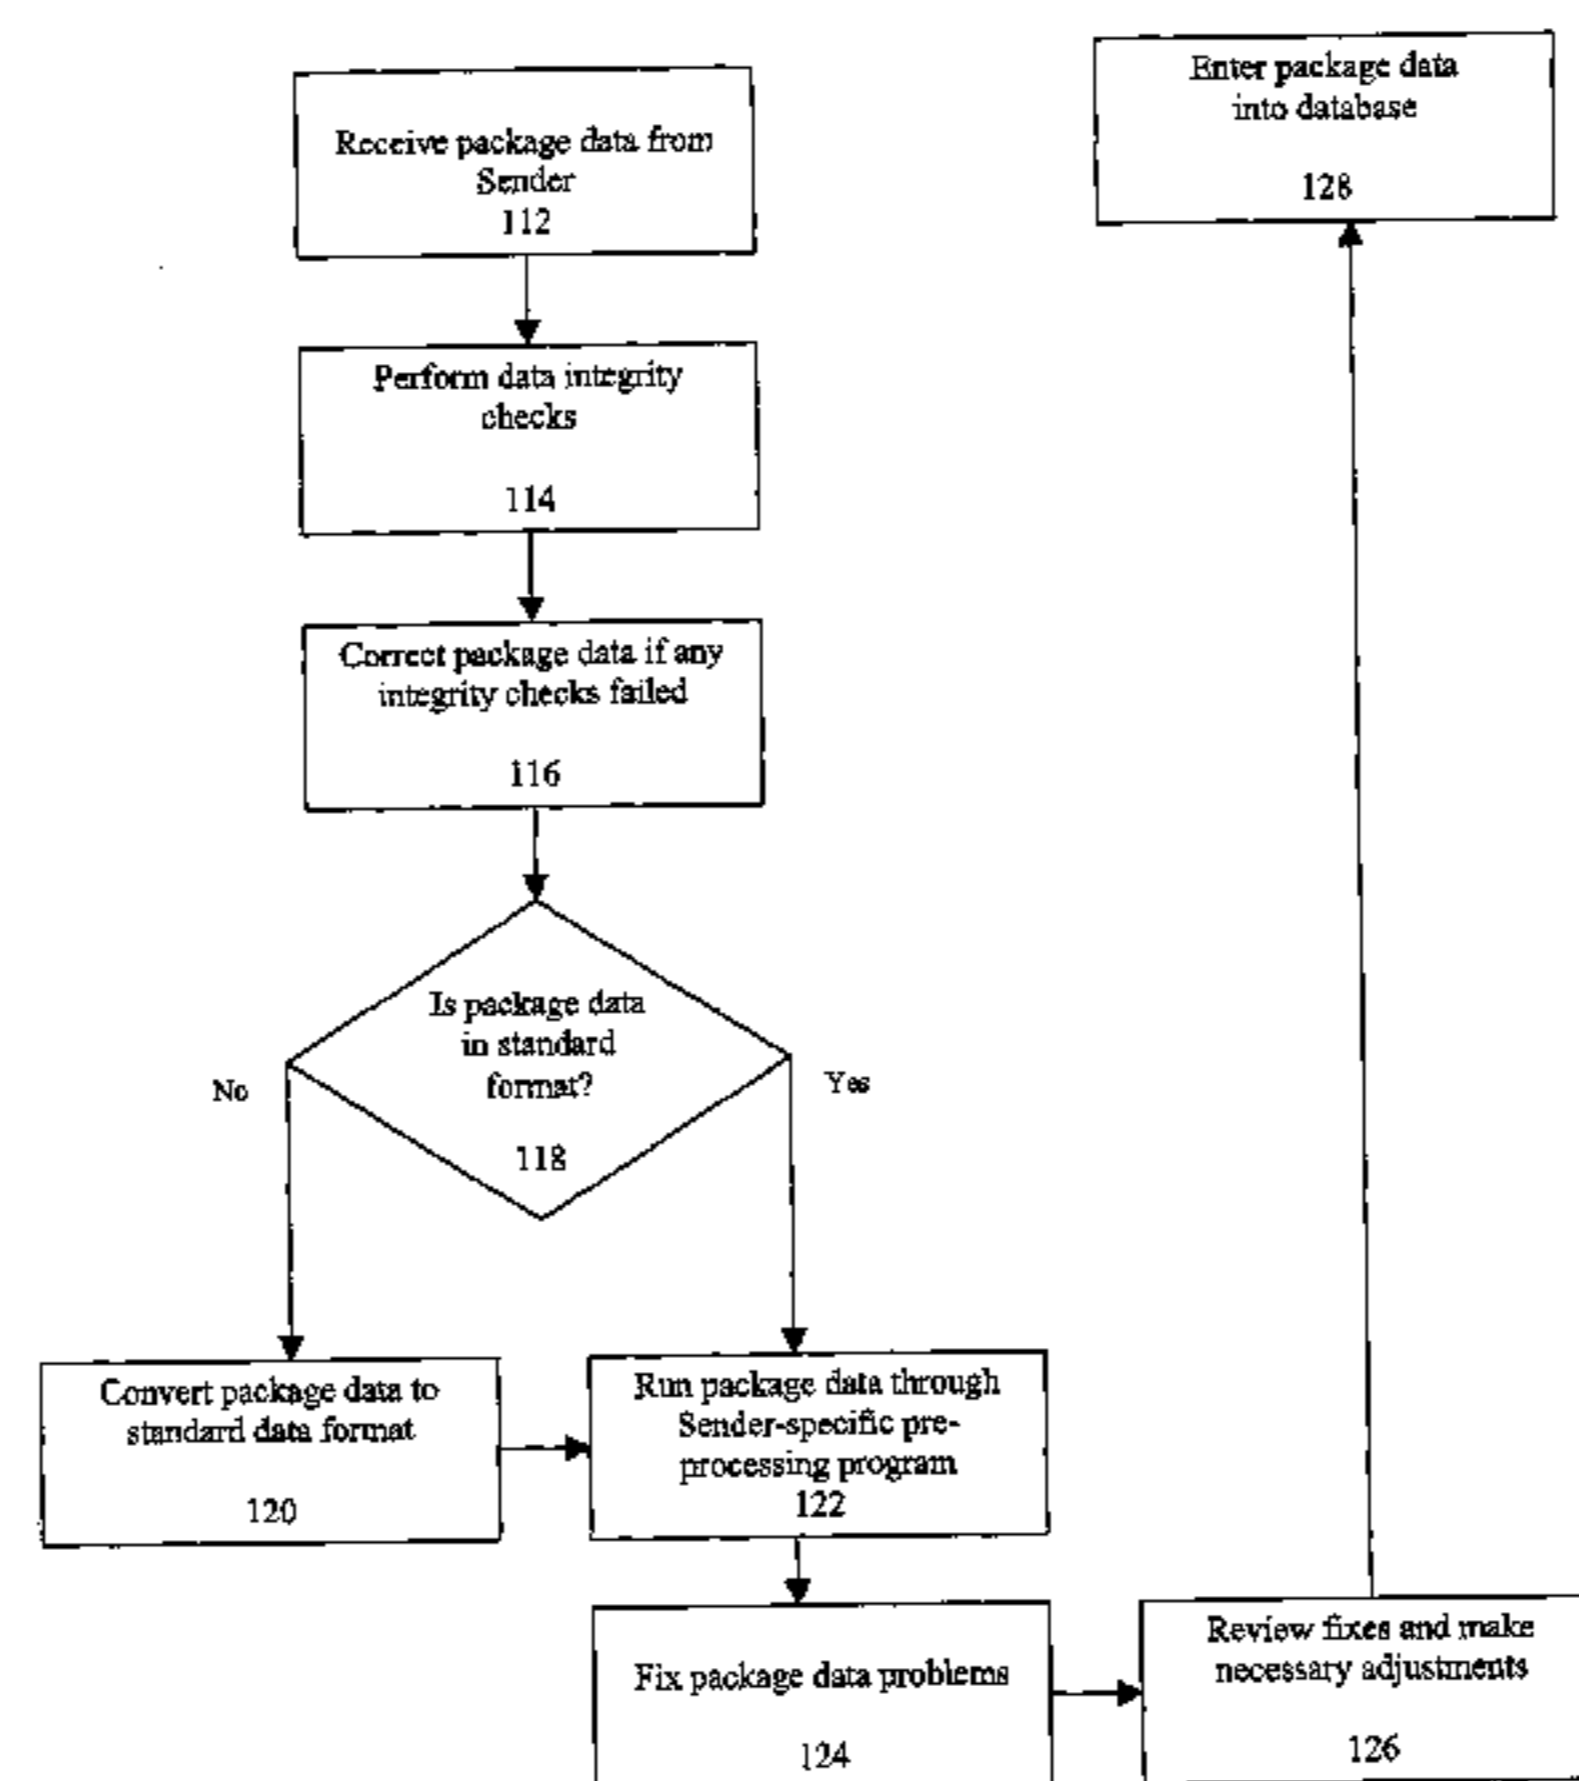 Receive package data from
Sender
112
Perform data integrity
checks
114
Correct package data if any
integrity checks failed
116
Is package data
in standard
format?
118
No
Yes
Convert package data to
standard data format
120
Run package data through
Sender-specific pre-
processing program
122
Fix package data problems
124
Review fixes and make
necessary adjustments
126
Enter package data
into database
128